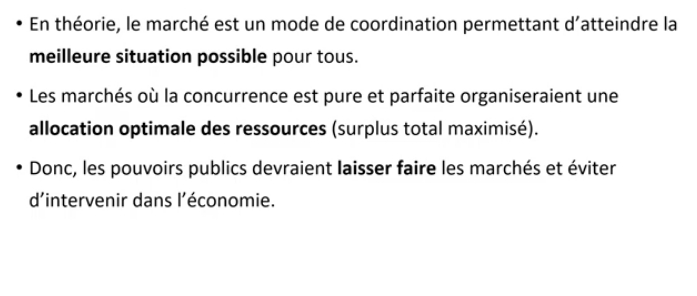 • En théorie, le marché est un mode de coordination permettant d’atteindre la
meilleure situation possible pour tous.
• Les marchés où la concurrence est pure et parfaite organiseraient une
allocation optimale des ressources (surplus total maximisé).
• Donc, les pouvoirs publics devraient laisser faire les marchés et éviter
d’intervenir dans l’économie.